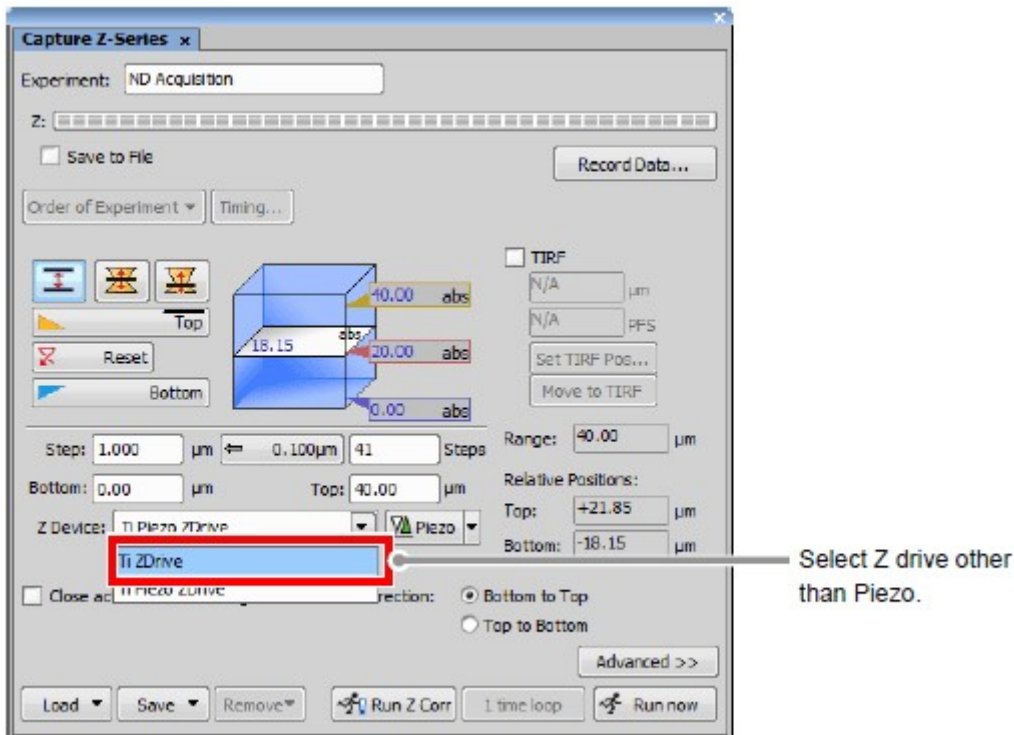 Capture Z-Series x
Experiment: ND Acquisition
Z:
Save to File
Record Data...
Order of Experiment
Timing...
TIRF
N/A μm
40.00 abs
Top
N/A PFS
18.15 abs 20.00 abs
Reset
Set TIRF Pos...
Bottom
Move to TIRF
0.00 abs
Step: 1.000 μm 0.100μm 41 Steps
Range: 40.00 μm
Bottom: 0.00 μm Top: 40.00 μm
Relative Positions:
Top: +21.85 μm
Z Device: Ti Piezo ZDrive Piezo
Bottom: -18.15 μm
Ti ZDrive
Select Z drive other
than Piezo.
Ti Piezo ZDrive
Close ac rection: Bottom to Top
Top to Bottom
Advanced >>
Load Save Remove Run Z Corr 1 time loop Run now